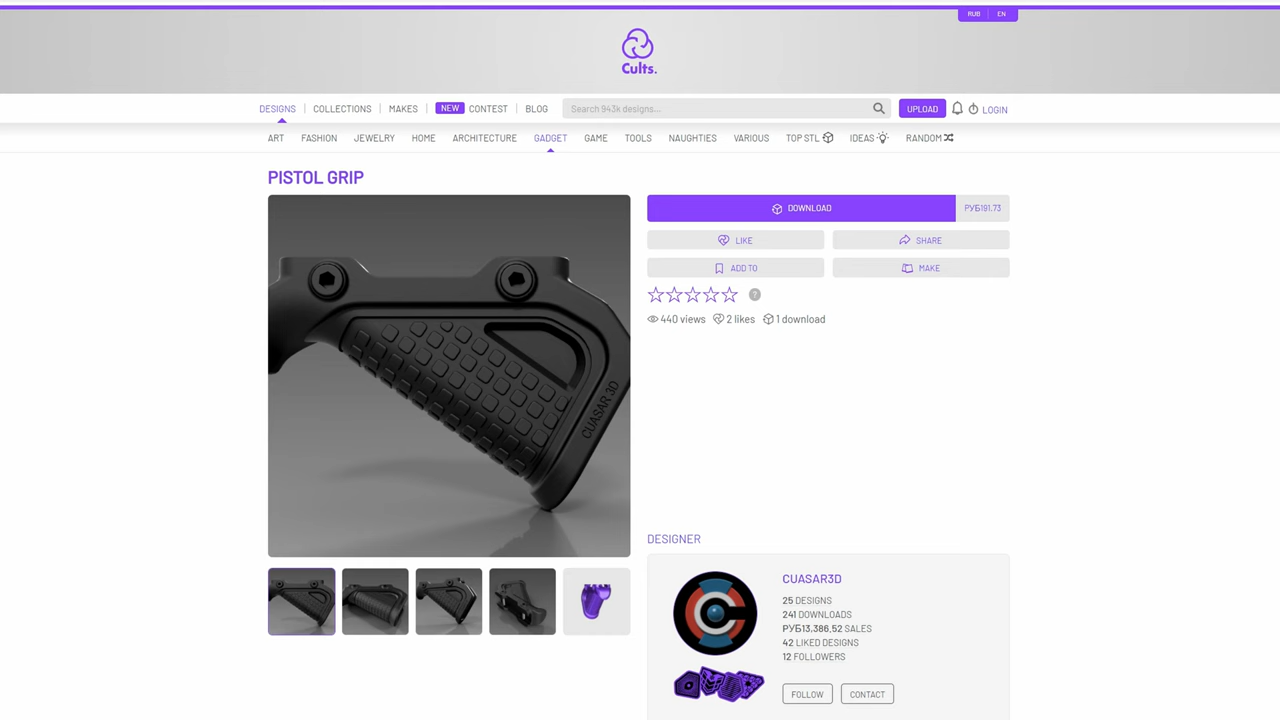 RUB EN
Cults.
DESIGNS COLLECTIONS MAKES NEW CONTEST BLOG Search 943k designs... UPLOAD LOGIN
ART FASHION JEWELRY HOME ARCHITECTURE GADGET GAME TOOLS NAUGHTIES VARIOUS TOP STL IDEAS RANDOM
PISTOL GRIP
DOWNLOAD РУБ191.73
LIKE SHARE
ADD TO MAKE
?
440 views 2 likes 1 download
CUASAR 3D
DESIGNER
CUASAR3D
25 DESIGNS
241 DOWNLOADS
РУБ13,386.52 SALES
42 LIKED DESIGNS
12 FOLLOWERS
FOLLOW CONTACT